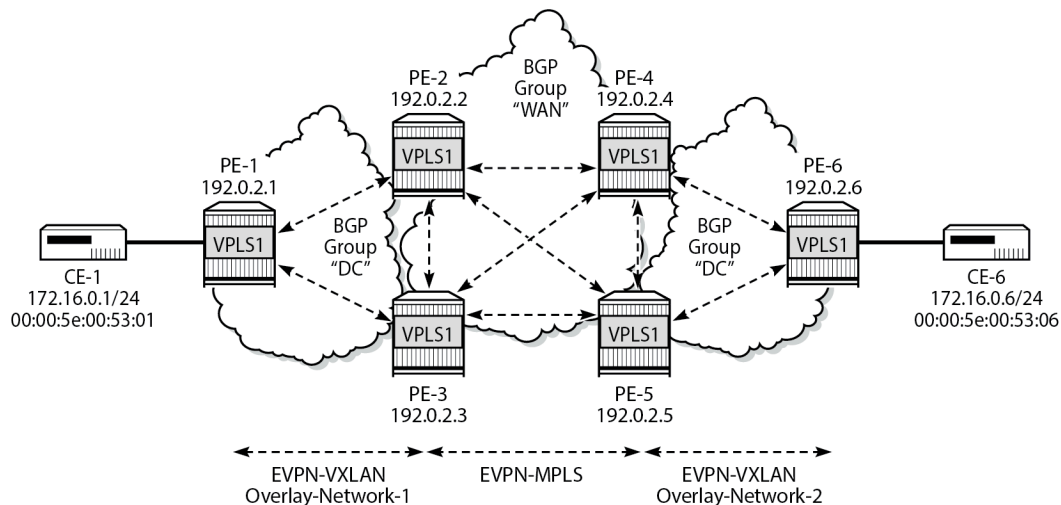 PE-2
192.0.2.2
VPLS1
BGP
Group
“WAN”
PE-4
192.0.2.4
VPLS1
PE-1
192.0.2.1
VPLS1
BGP
Group
“DC”
BGP
Group
“DC”
PE-6
192.0.2.6
VPLS1
CE-1
172.16.0.1/24
00:00:5e:00:53:01
CE-6
172.16.0.6/24
00:00:5e:00:53:06
VPLS1
PE-3
192.0.2.3
VPLS1
PE-5
192.0.2.5
EVPN-VXLAN
Overlay-Network-1
EVPN-MPLS
EVPN-VXLAN
Overlay-Network-2